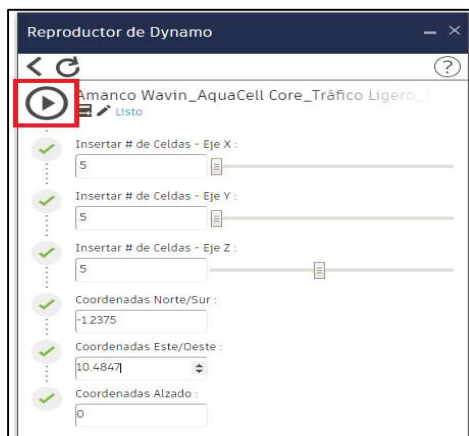 Reproductor de Dynamo
Amanco Wavin_AquaCell Core_Tráfico Ligero_
Listo
Insertar # de Celdas - Eje X :
5
Insertar # de Celdas - Eje Y :
5
Insertar # de Celdas - Eje Z :
5
Coordenadas Norte/Sur :
-1.2375
Coordenadas Este/Oeste :
10.4847
Coordenadas Alzado :
0